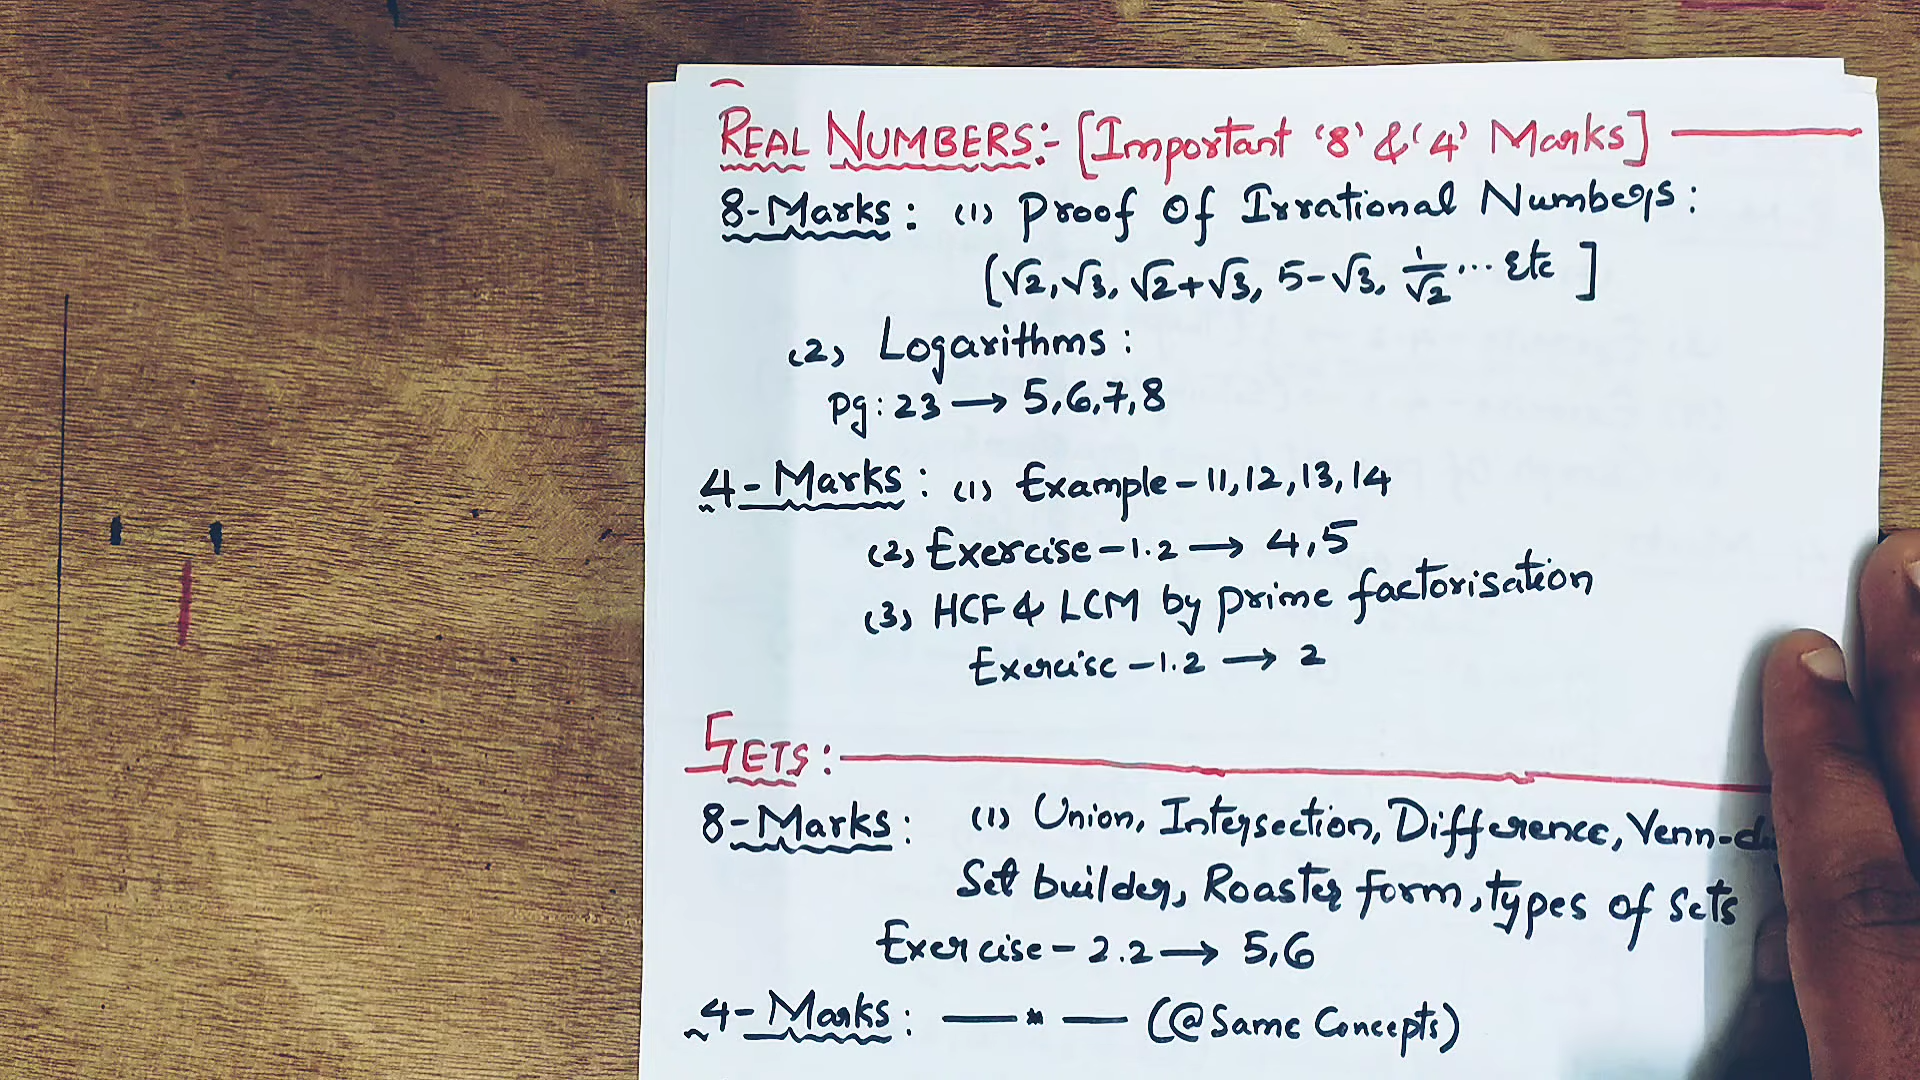 REAL NUMBERS:- [Important '8' & '4' Marks]
8-Marks: (1) Proof Of Irrational Numbers:
[√2, √3, √2+√3, 5-√3, 1/√2 ... Etc]
(2) Logarithms:
Pg: 23 → 5,6,7,8
4-Marks: (1) Example-11,12,13,14
(2) Exercise-1.2 → 4,5
(3) HCF & LCM by prime factorisation
Exercise-1.2 → 2
SETS:
8-Marks: (1) Union, Intersection, Difference, Venn-d
Set builder, Roaster form, types of sets
Exercise-2.2 → 5,6
4-Marks: —— * —— (@Same Concepts)